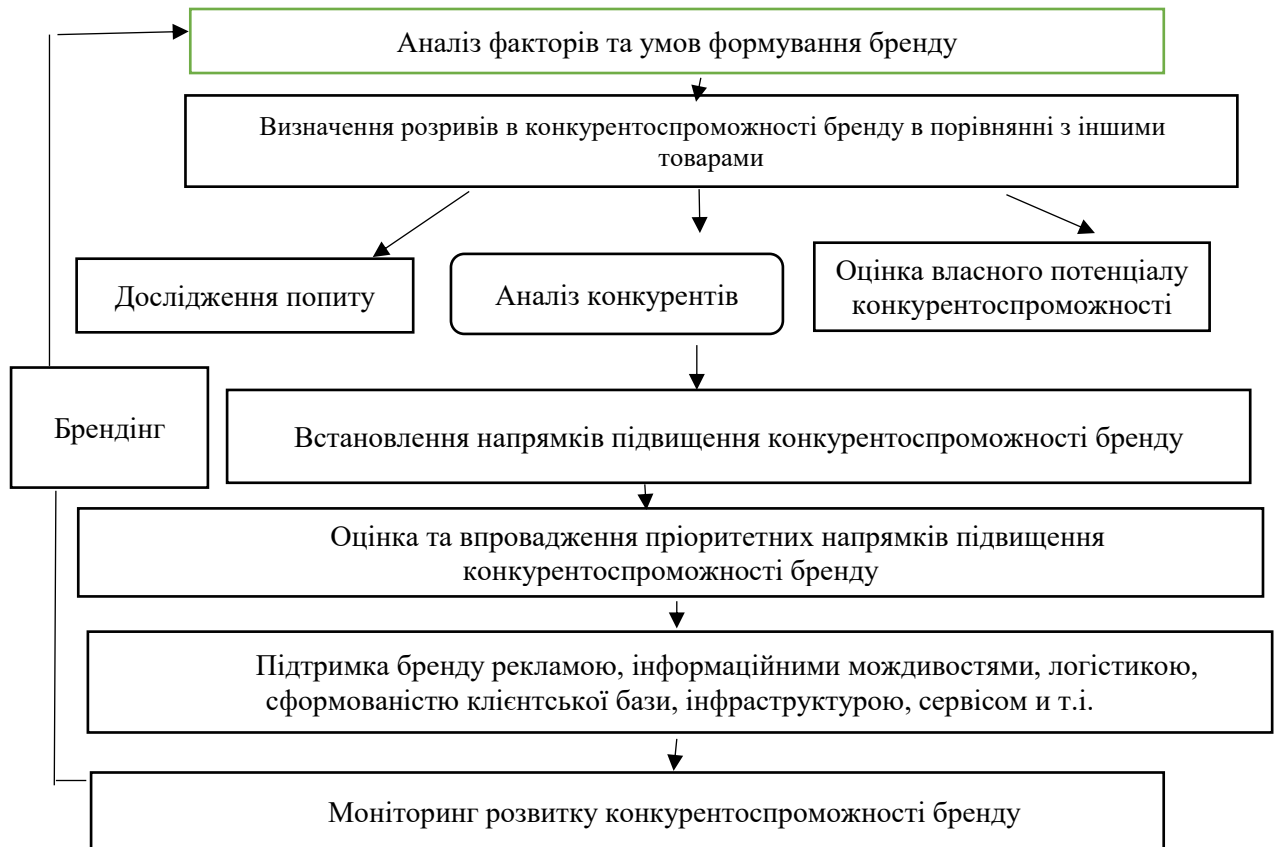 Аналіз факторів та умов формування бренду
Визначення розривів в конкурентоспроможності бренду в порівнянні з іншими
товарами
Дослідження попиту
Аналіз конкурентів
Оцінка власного потенціалу
конкурентоспроможності
Брендінг
Встановлення напрямків підвищення конкурентоспроможності бренду
Оцінка та впровадження пріоритетних напрямків підвищення
конкурентоспроможності бренду
Підтримка бренду рекламою, інформаційними мождивостями, логістикою,
сформованістю клієнтської бази, інфраструктурою, сервісом и т.і.
Моніторинг розвитку конкурентоспроможності бренду